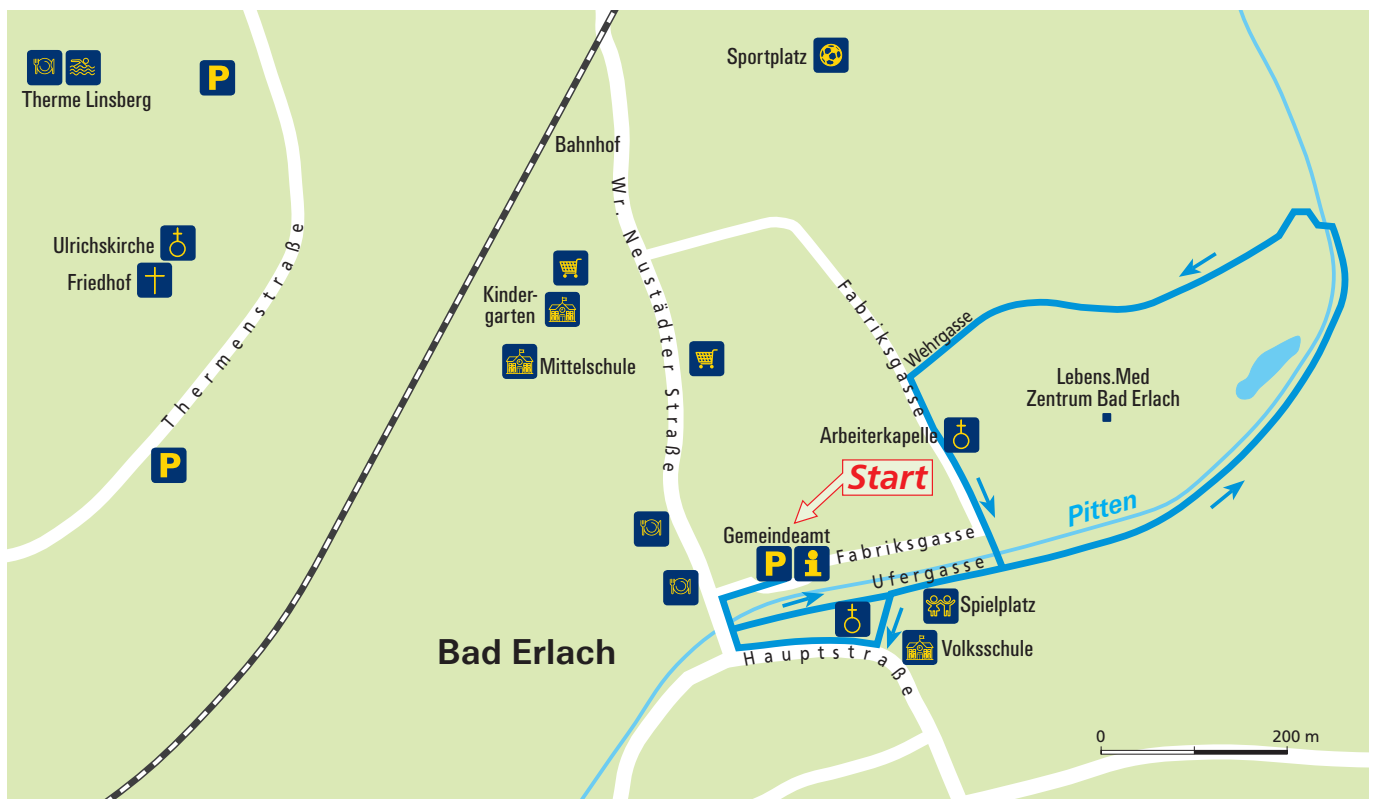 Sportplatz
Therme Linsberg
P
Bahnhof
Wr. Neustädter Straße
Ulrichskirche
Friedhof
Thermenstraße
Kinder-
garten
Mittelschule
Fabriksgasse
Wehrgasse
Lebens.Med
Zentrum Bad Erlach
Arbeiterkapelle
P
Start
Pitten
Gemeindeamt
P i
Fabriksgasse
Ufergasse
Spielplatz
Bad Erlach
Volksschule
Hauptstraße
0 200 m